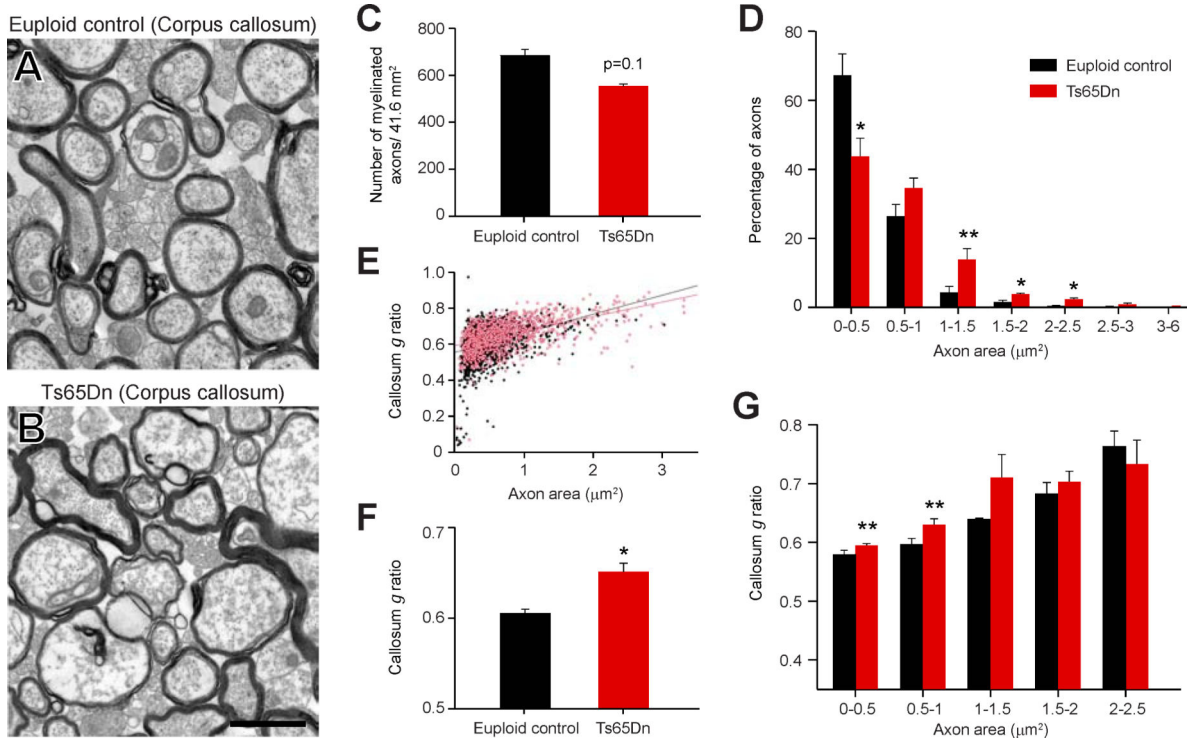 Euploid control (Corpus callosum)
A
Ts65Dn (Corpus callosum)
B
C
Number of myelinated
axons/ 41.6 mm²
800
600
400
200
0
p=0.1
Euploid control
Ts65Dn
D
Percentage of axons
80
60
40
20
0
Euploid control
Ts65Dn
*
**
*
*
0-0.5
0.5-1
1-1.5
1.5-2
2-2.5
2.5-3
3-6
Axon area (μm²)
E
Callosum g ratio
1.0
0.8
0.6
0.4
0.2
0
0
1
2
3
Axon area (μm²)
F
Callosum g ratio
0.7
0.6
0.5
*
Euploid control
Ts65Dn
G
Callosum g ratio
0.8
0.7
0.6
0.5
0.4
**
**
0-0.5
0.5-1
1-1.5
1.5-2
2-2.5
Axon area (μm²)